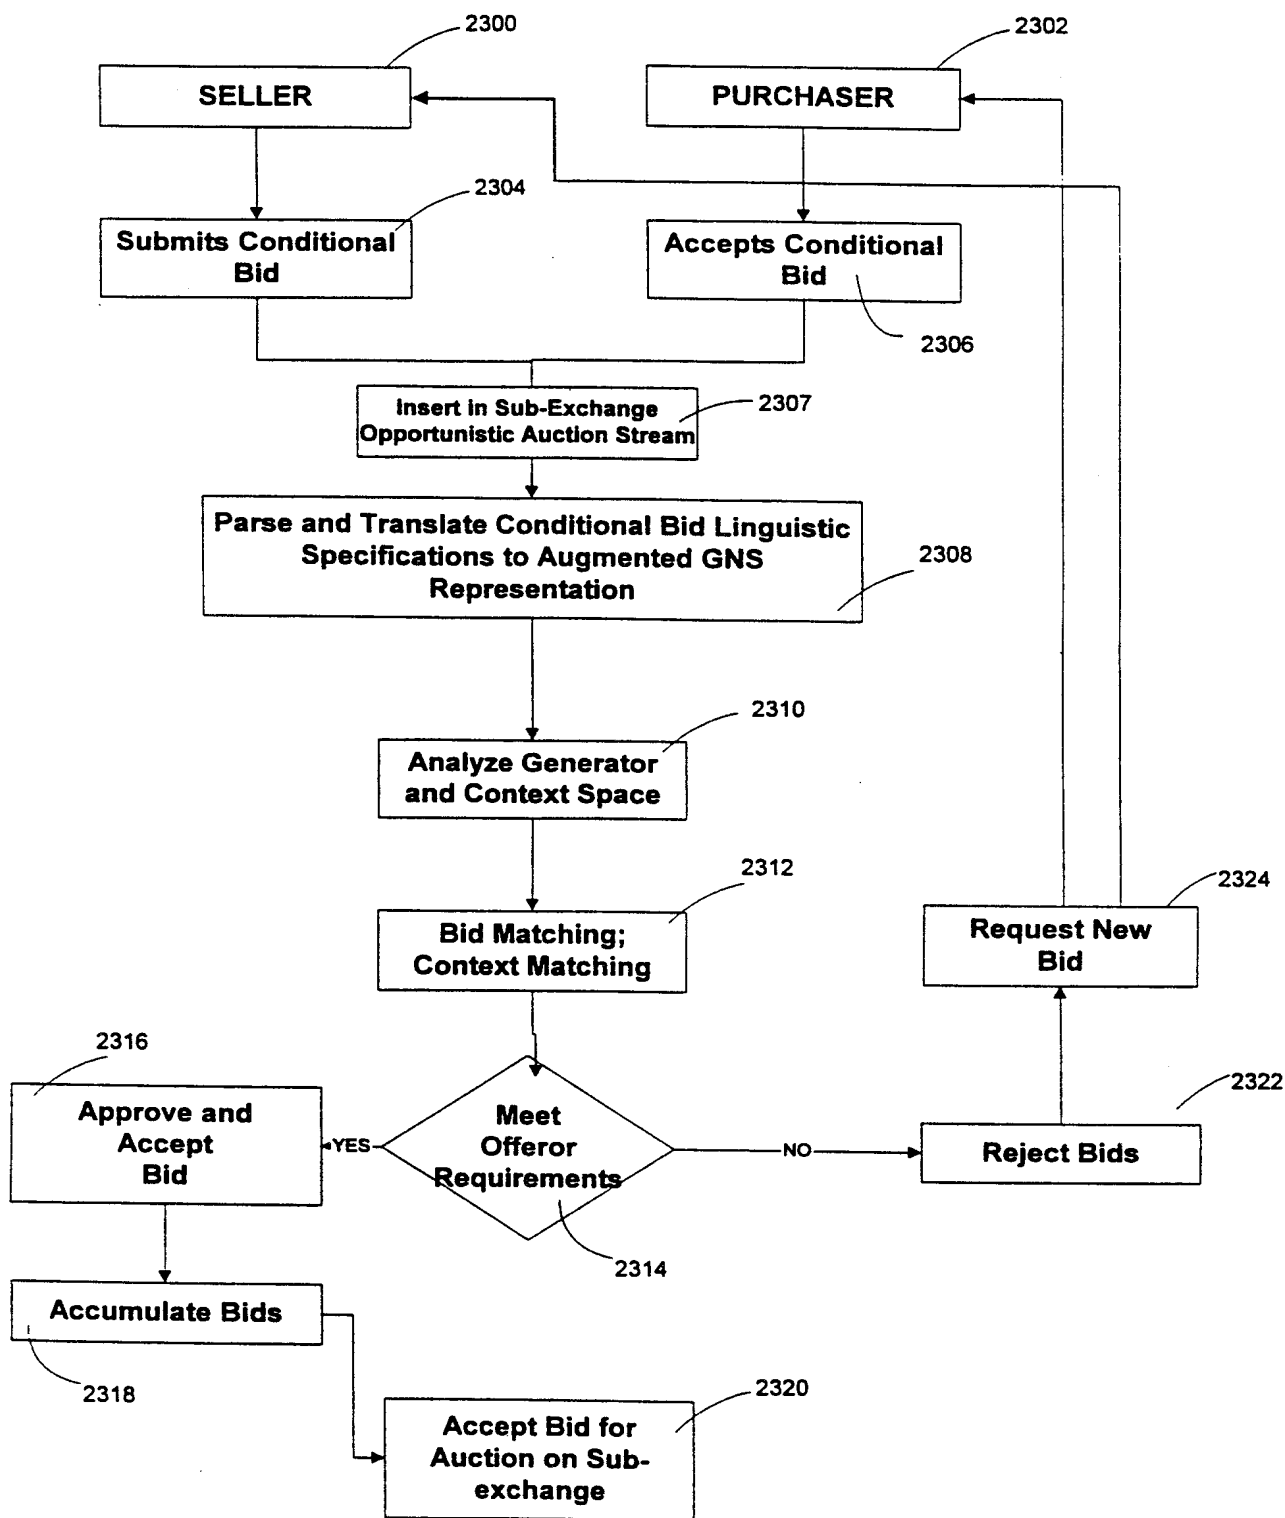 2300
2302
SELLER
PURCHASER
2304
Submits Conditional
Bid
Accepts Conditional
Bid
2306
Insert in Sub-Exchange
Opportunistic Auction Stream
2307
Parse and Translate Conditional Bid Linguistic
Specifications to Augmented GNS
Representation
2308
2310
Analyze Generator
and Context Space
2312
2324
Bid Matching;
Context Matching
Request New
Bid
2316
2322
Approve and
Accept
Bid
YES
Meet
Offeror
Requirements
NO
Reject Bids
2314
Accumulate Bids
2318
2320
Accept Bid for
Auction on Sub-
exchange